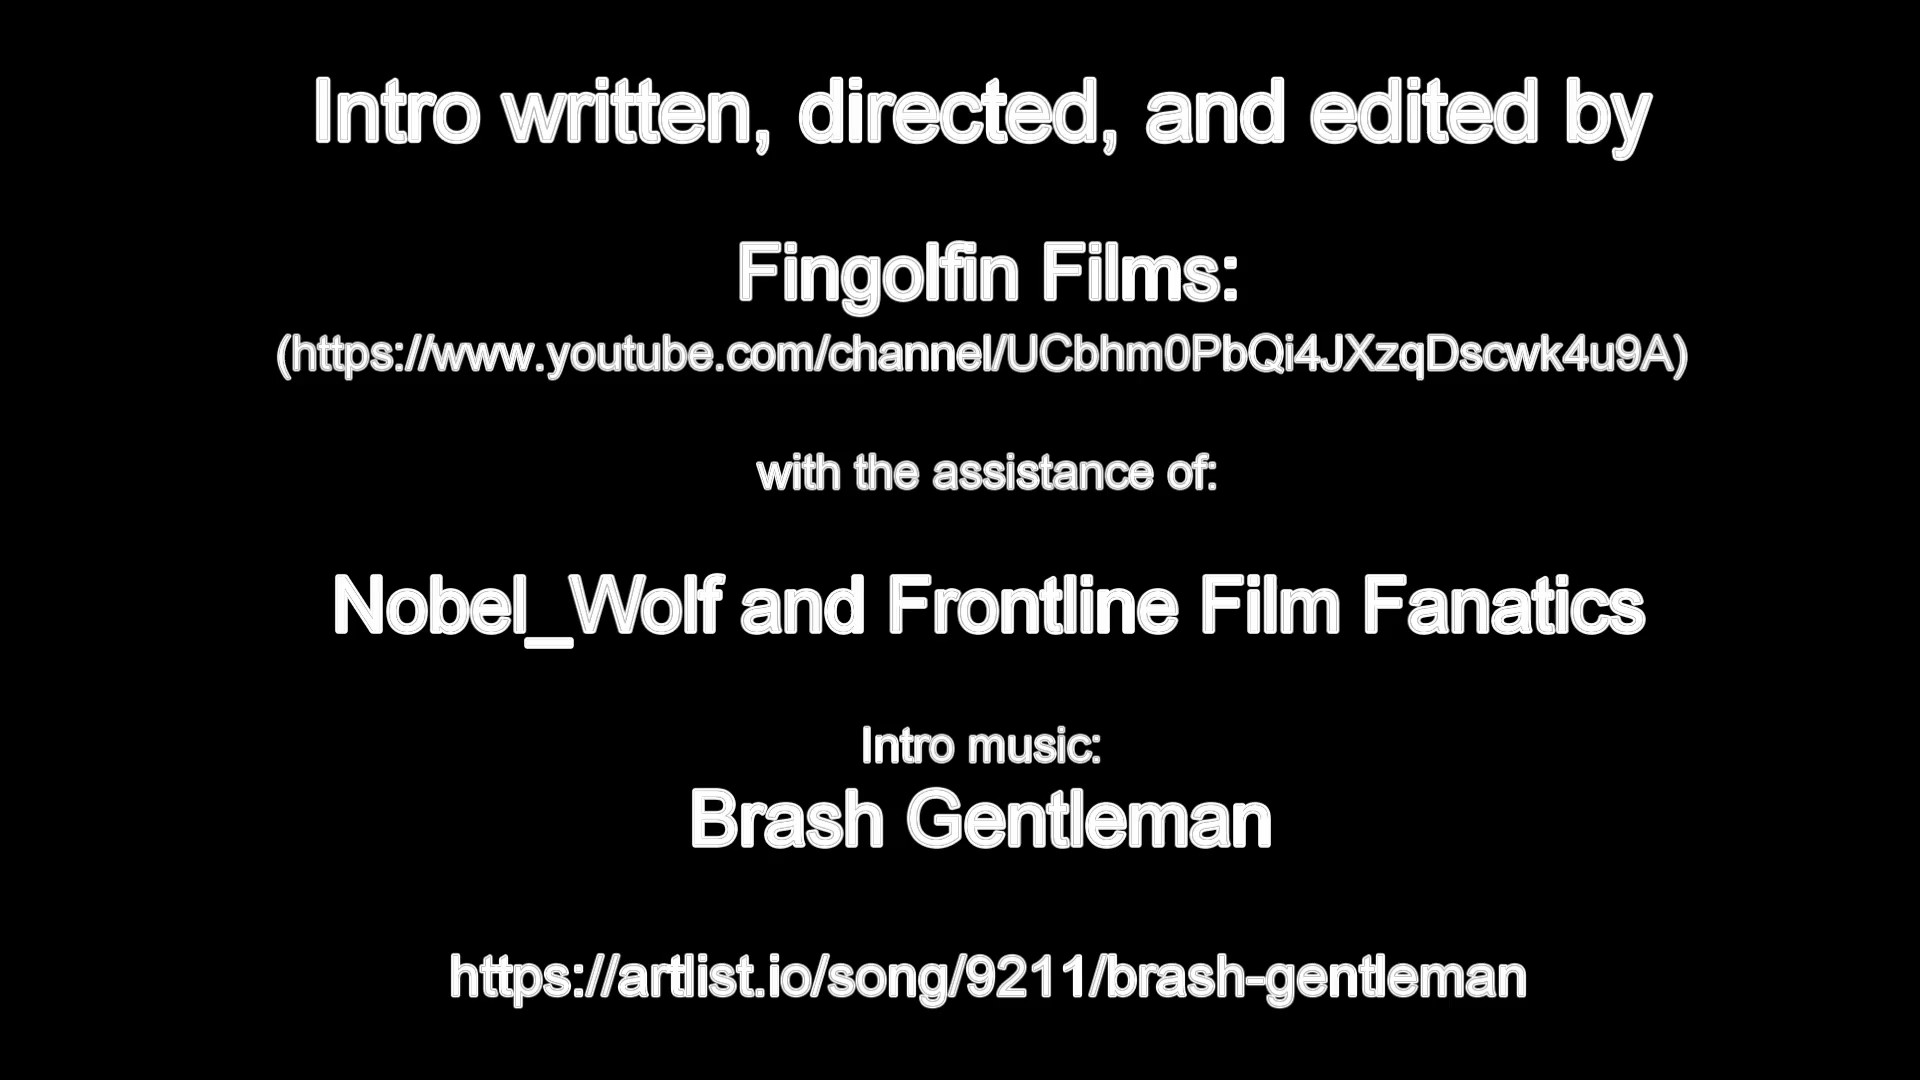 Intro written, directed, and edited by
Fingolfin Films:
(https://www.youtube.com/channel/UCbhm0PbQi4JXzqDscwk4u9A)
with the assistance of:
Nobel_Wolf and Frontline Film Fanatics
Intro music:
Brash Gentleman
https://artlist.io/song/9211/brash-gentleman